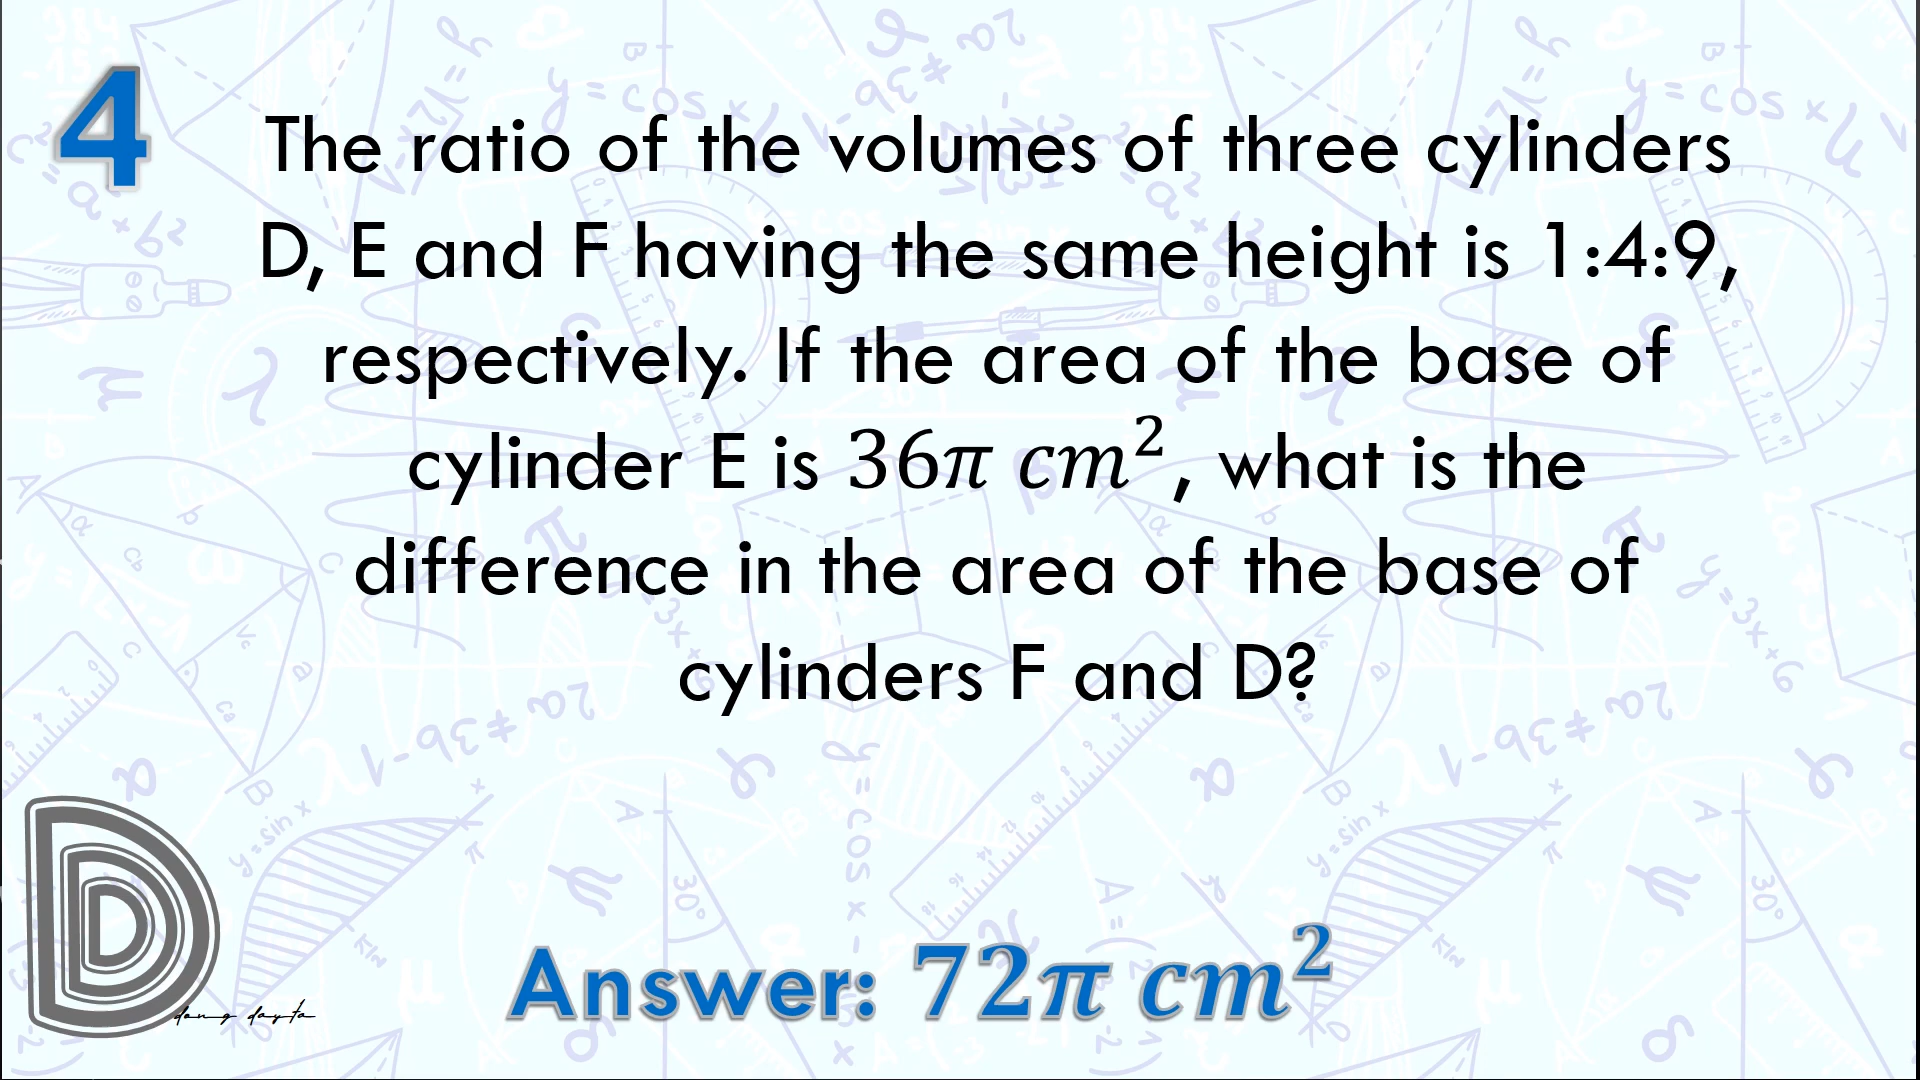 4
The ratio of the volumes of three cylinders
D, E and F having the same height is 1:4:9,
respectively. If the area of the base of
cylinder E is 36π cm², what is the
difference in the area of the base of
cylinders F and D?
Answer: 72π cm²
dong dayta